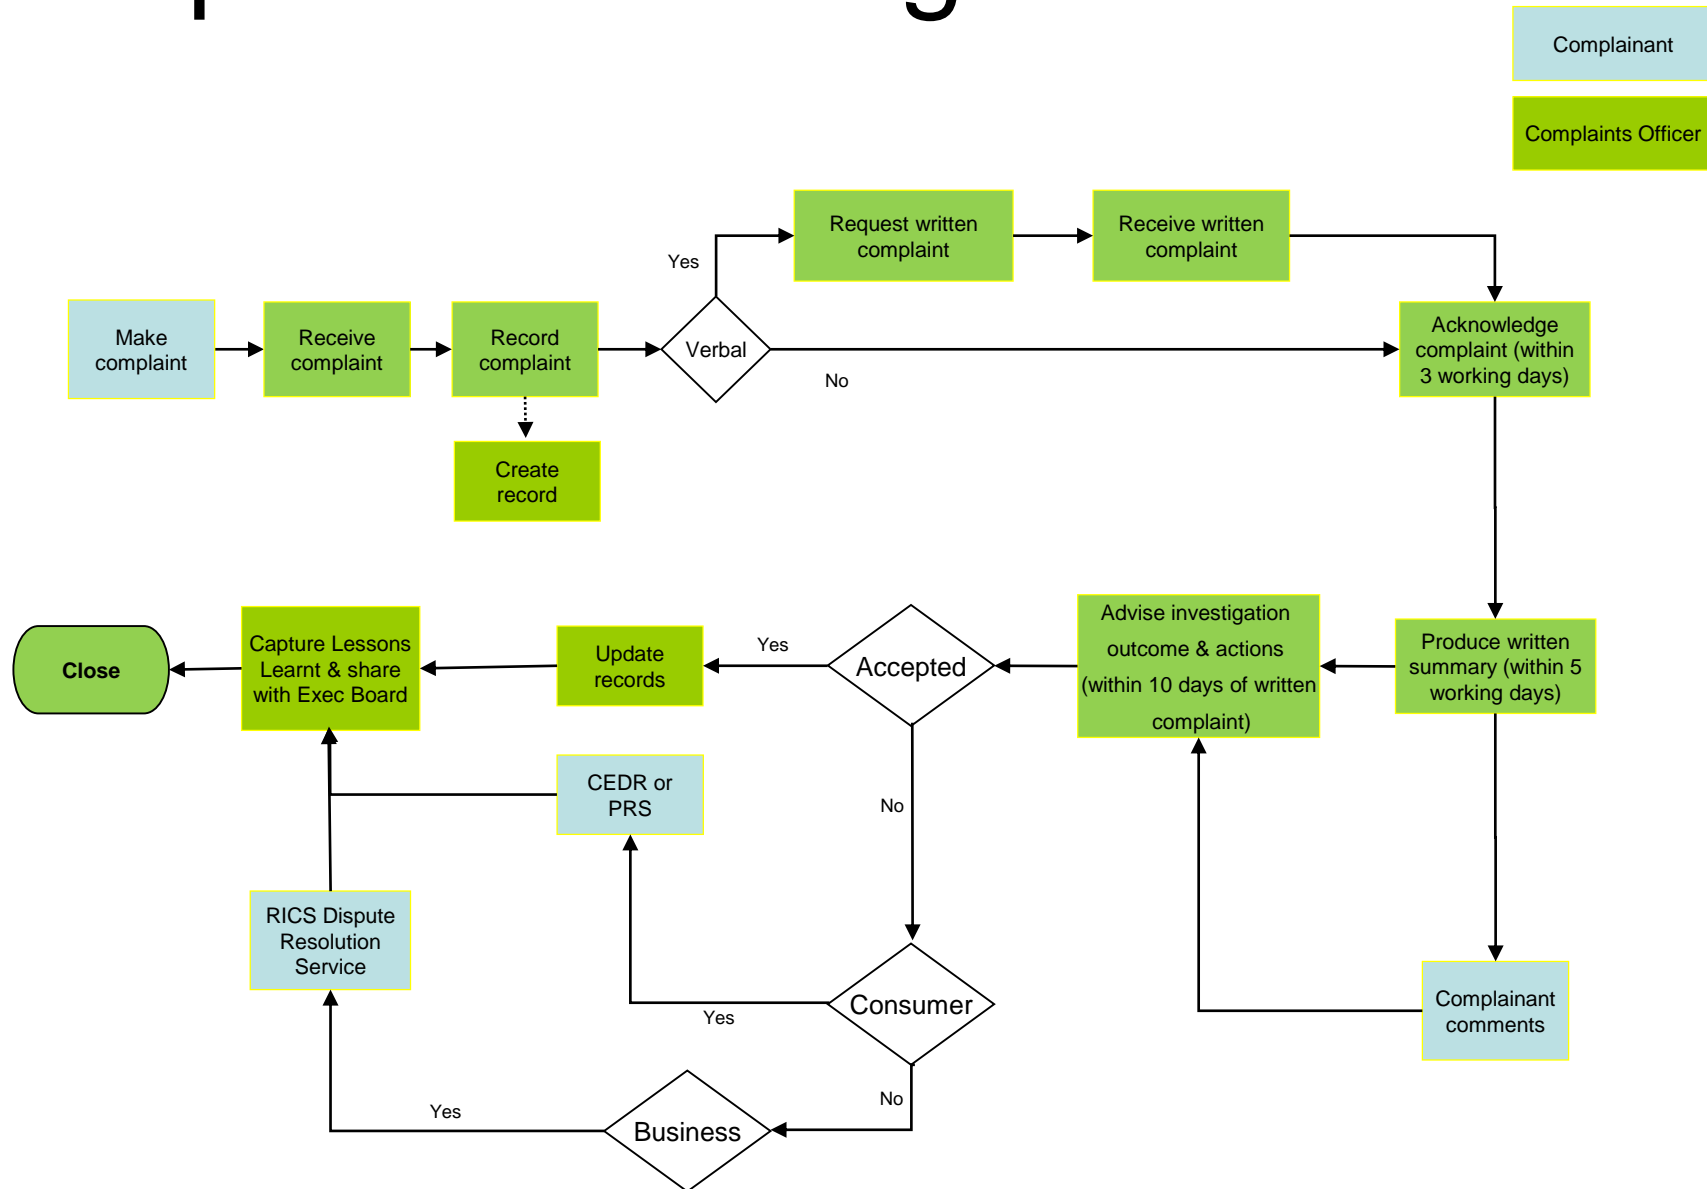 Complainant
Complaints Officer
Request written
complaint
Receive written
complaint
Yes
Make
complaint
Receive
complaint
Record
complaint
Verbal
No
Acknowledge
complaint (within
3 working days)
Create
record
Close
Capture Lessons
Learnt & share
with Exec Board
Update
records
Yes
Accepted
Advise investigation
outcome & actions
(within 10 days of written
complaint)
Produce written
summary (within 5
working days)
CEDR or
PRS
No
RICS Dispute
Resolution
Service
Consumer
Yes
Complainant
comments
No
Yes
Business